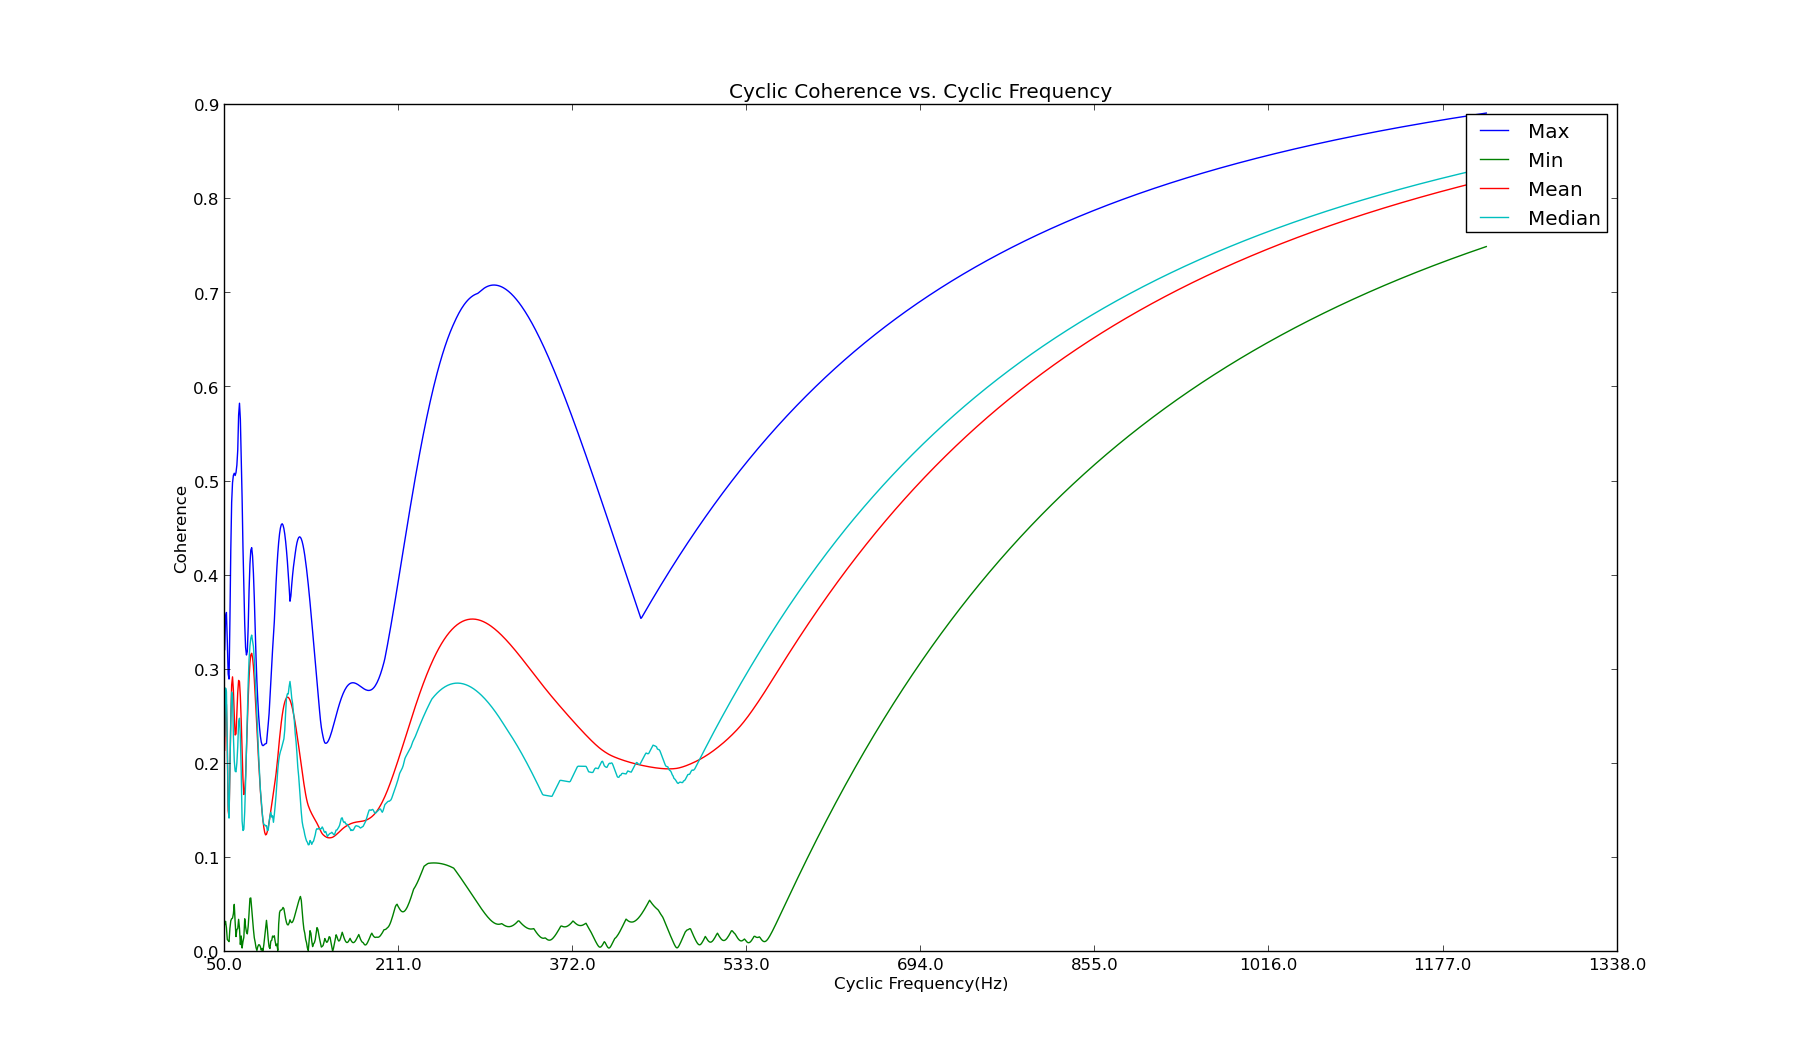 Cyclic Coherence vs. Cyclic Frequency
0.9
0.8
0.7
0.6
0.5
0.4
0.3
0.2
0.1
0.0
Coherence
Max
Min
Mean
Median
50.0 211.0 372.0 533.0 694.0 855.0 1016.0 1177.0 1338.0
Cyclic Frequency(Hz)